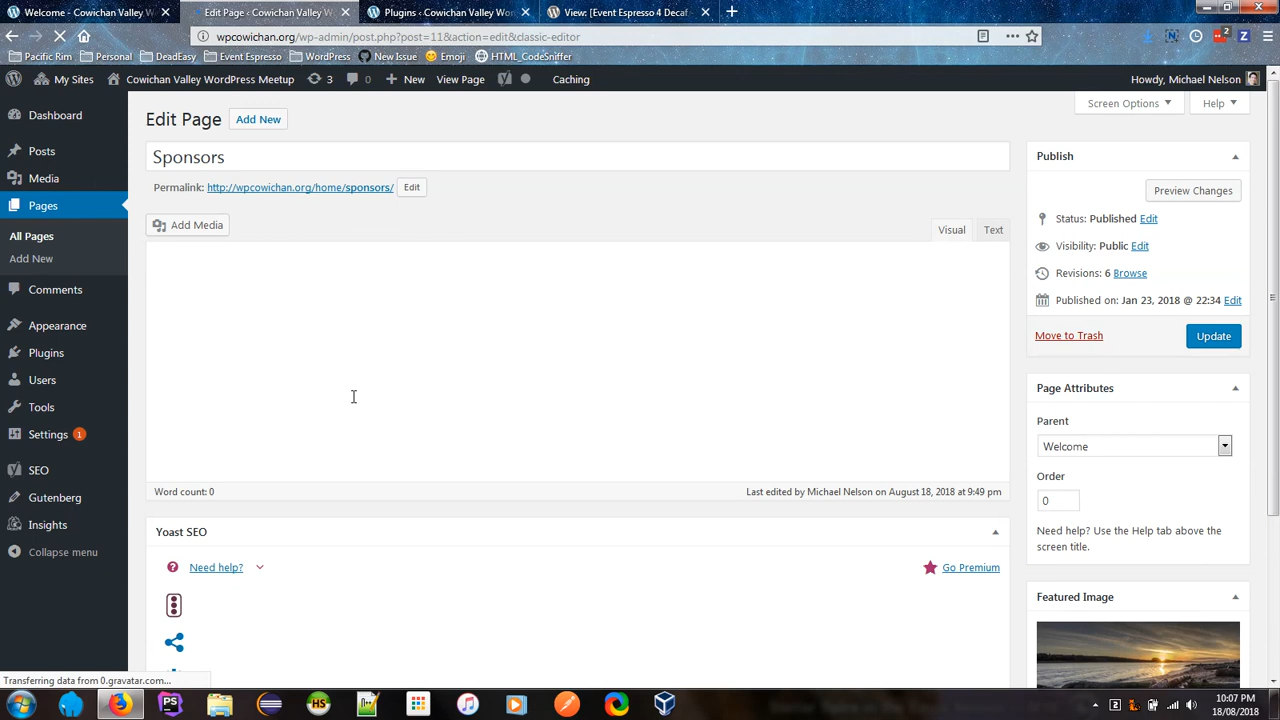 Welcome ‹ Cowichan Valley Wor
Edit Page ‹ Cowichan Valley W
Plugins ‹ Cowichan Valley Wor
View: [Event Espresso 4 Decaf
wpcowichan.org/wp-admin/post.php?post=11&action=edit&classic-editor
2
Pacific Rim
Personal
DeadEasy
Event Espresso
WordPress
New Issue
Emoji
HTML_CodeSniffer
My Sites
Cowichan Valley WordPress Meetup
3
0
New
View Page
Caching
Howdy, Michael Nelson
Dashboard
Posts
Media
Pages
All Pages
Add New
Comments
Appearance
Plugins
Users
Tools
Settings 1
SEO
Gutenberg
Insights
Collapse menu
Screen Options
Help
Edit Page
Add New
Sponsors
Permalink: http://wpcowichan.org/home/sponsors/ Edit
Add Media
Visual
Text
Word count: 0
Last edited by Michael Nelson on August 18, 2018 at 9:49 pm
Yoast SEO
Need help?
Go Premium
Publish
Preview Changes
Status: Published Edit
Visibility: Public Edit
Revisions: 6 Browse
Published on: Jan 23, 2018 @ 22:34 Edit
Move to Trash
Update
Page Attributes
Parent
Welcome
Order
0
Need help? Use the Help tab above the
screen title.
Featured Image
Transferring data from 0.gravatar.com...
PS
HS
10:07 PM
18/08/2018